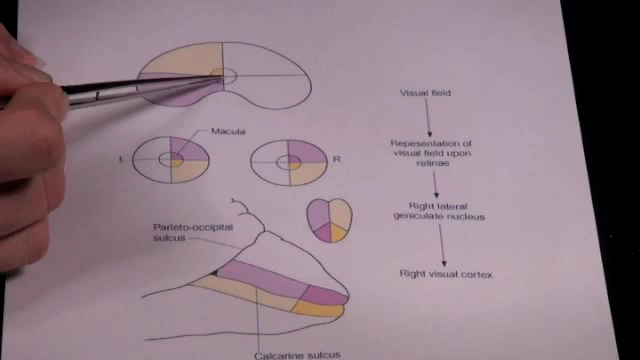 Visual field
Macula
L
R
Repesentation of
visual field upon
retinae
Right lateral
geniculate nucleus
Parieto-occipital
sulcus
Right visual cortex
Calcarine sulcus